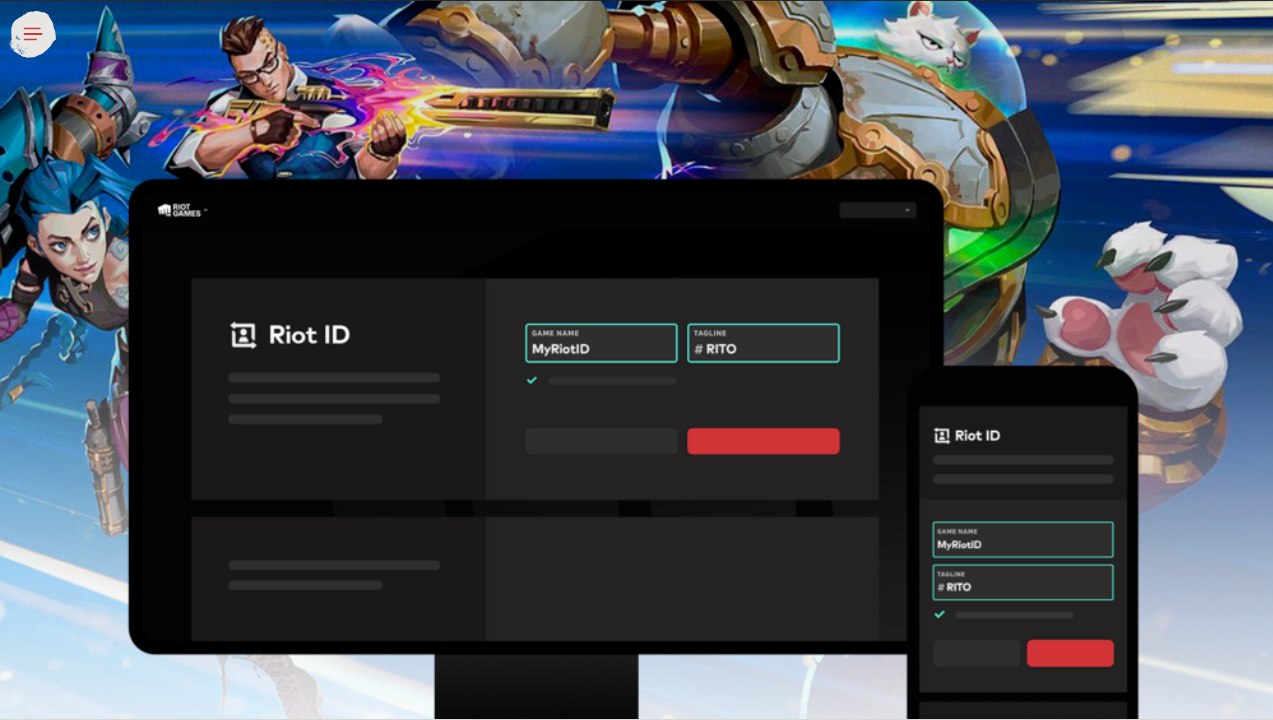 RIOT
GAMES
Riot ID
GAME NAME
MyRiotID
TAGLINE
# RITO
Riot ID
GAME NAME
MyRiotID
TAGLINE
# RITO